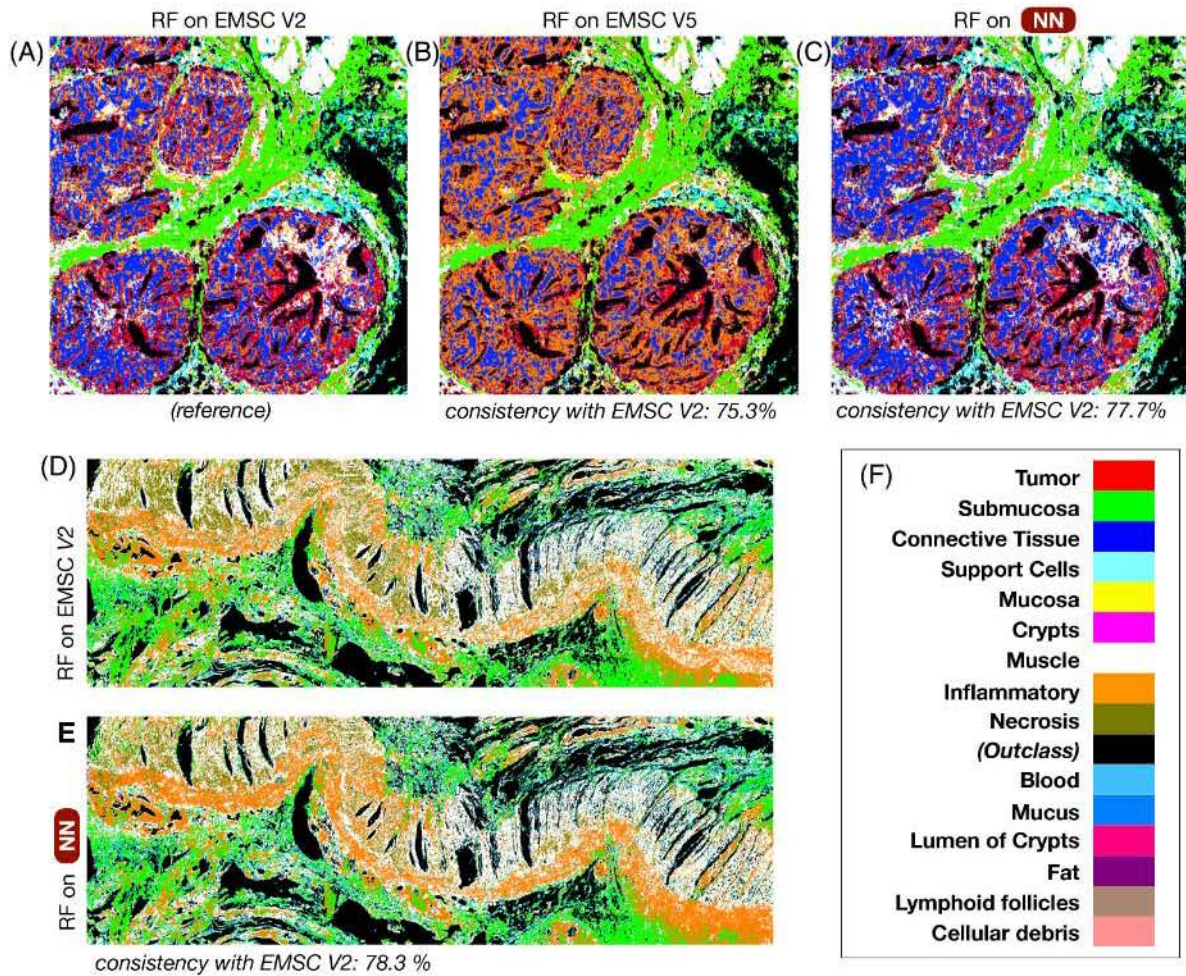 RF on EMSC V2
RF on EMSC V5
RF on NN
(A)
(B)
(C)
(reference)
consistency with EMSC V2: 75.3%
consistency with EMSC V2: 77.7%
(D)
RF on EMSC V2
E
RF on NN
consistency with EMSC V2: 78.3 %
(F)
Tumor
Submucosa
Connective Tissue
Support Cells
Mucosa
Crypts
Muscle
Inflammatory
Necrosis
(Outclass)
Blood
Mucus
Lumen of Crypts
Fat
Lymphoid follicles
Cellular debris